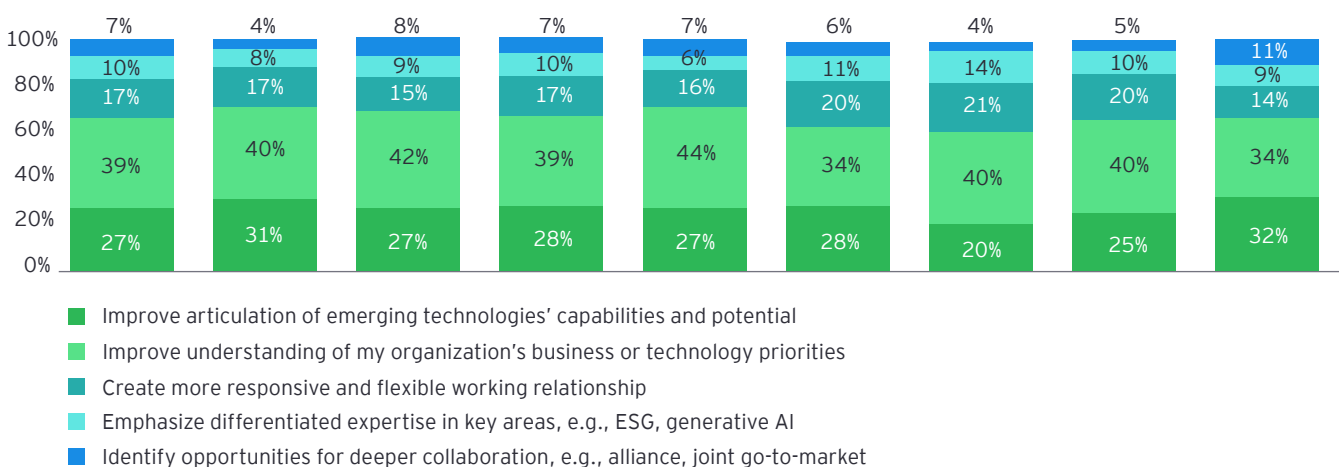 7% 4% 8% 7% 7% 6% 4% 5%
100%
11%
10% 8% 9% 10% 6% 11% 14% 10% 9%
80%
17% 17% 15% 17% 16% 20% 21% 20% 14%
60%
39% 40% 42% 39% 44% 34% 40% 40% 34%
40%
20%
27% 31% 27% 28% 27% 28% 20% 25% 32%
0%
Improve articulation of emerging technologies’ capabilities and potential
Improve understanding of my organization’s business or technology priorities
Create more responsive and flexible working relationship
Emphasize differentiated expertise in key areas, e.g., ESG, generative AI
Identify opportunities for deeper collaboration, e.g., alliance, joint go-to-market